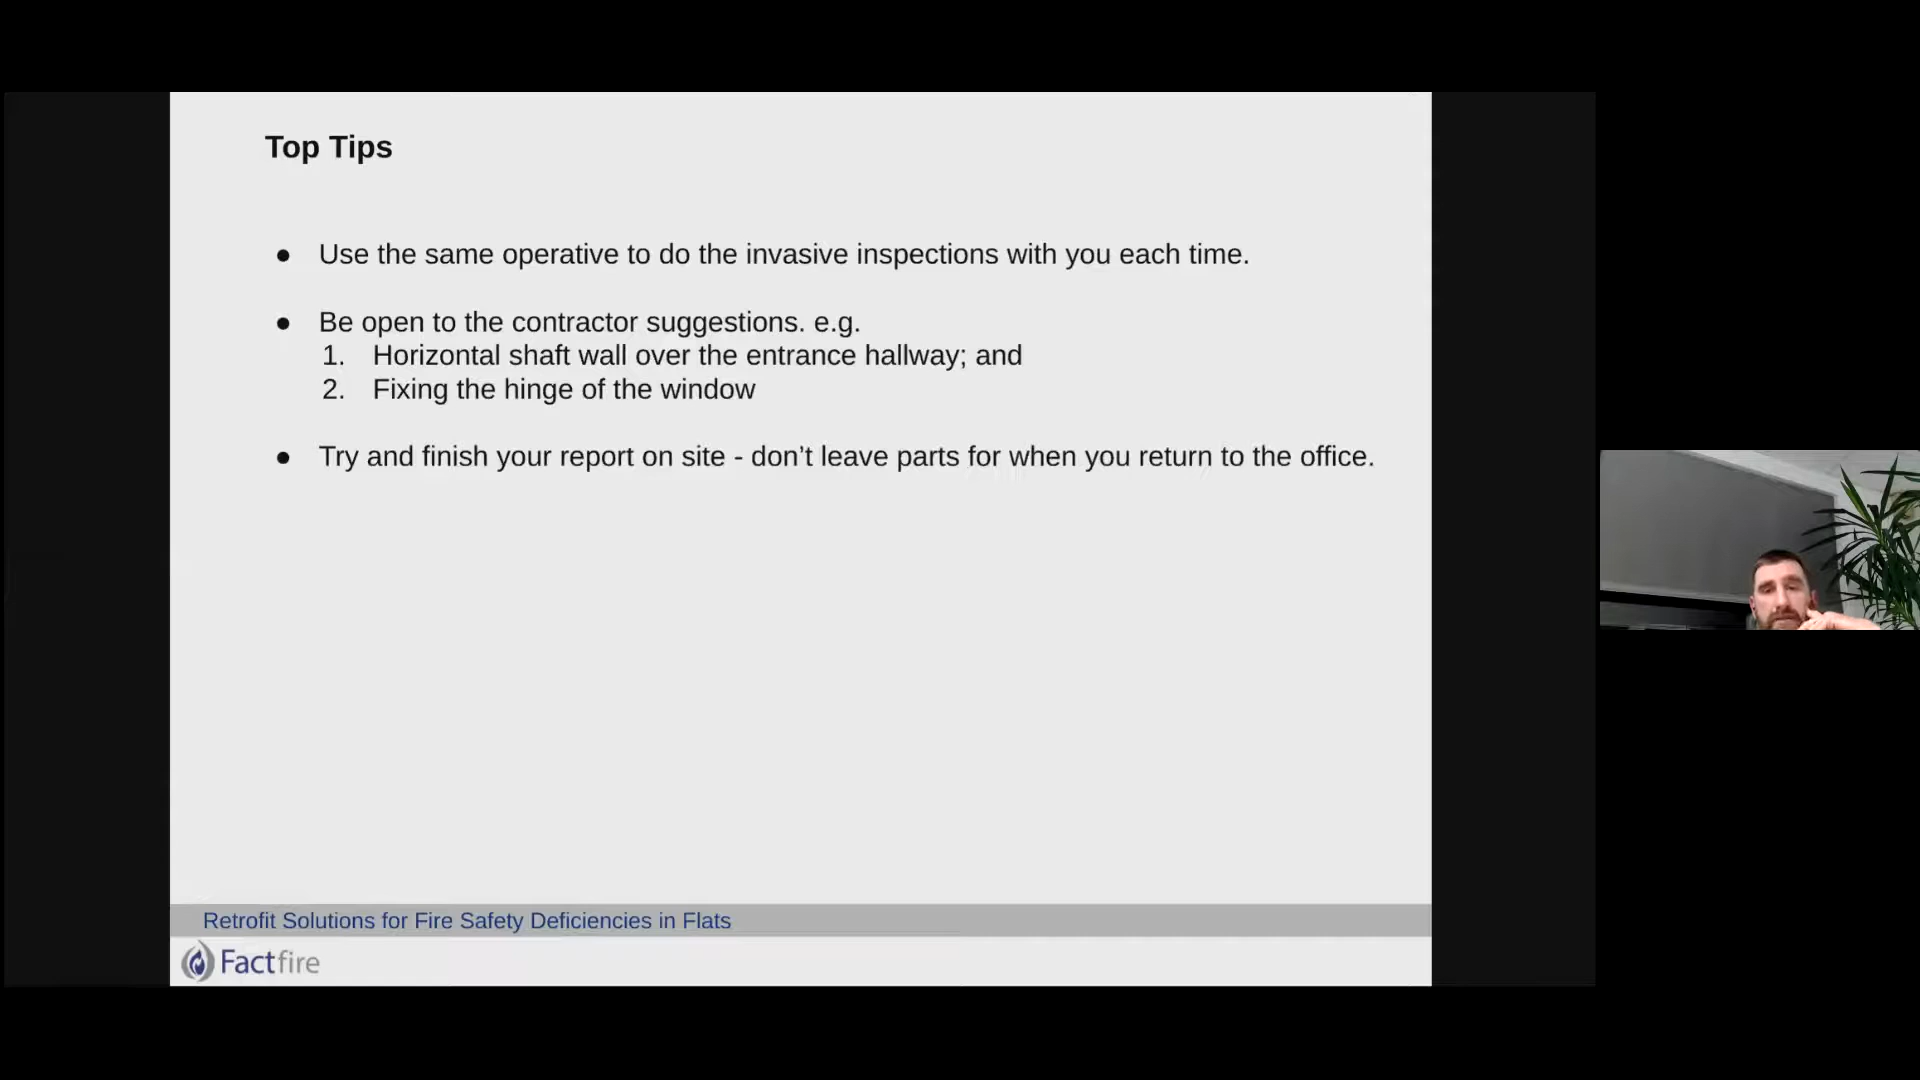 Top Tips
● Use the same operative to do the invasive inspections with you each time.
● Be open to the contractor suggestions. e.g.
1. Horizontal shaft wall over the entrance hallway; and
2. Fixing the hinge of the window
● Try and finish your report on site - don’t leave parts for when you return to the office.
Retrofit Solutions for Fire Safety Deficiencies in Flats
Factfire